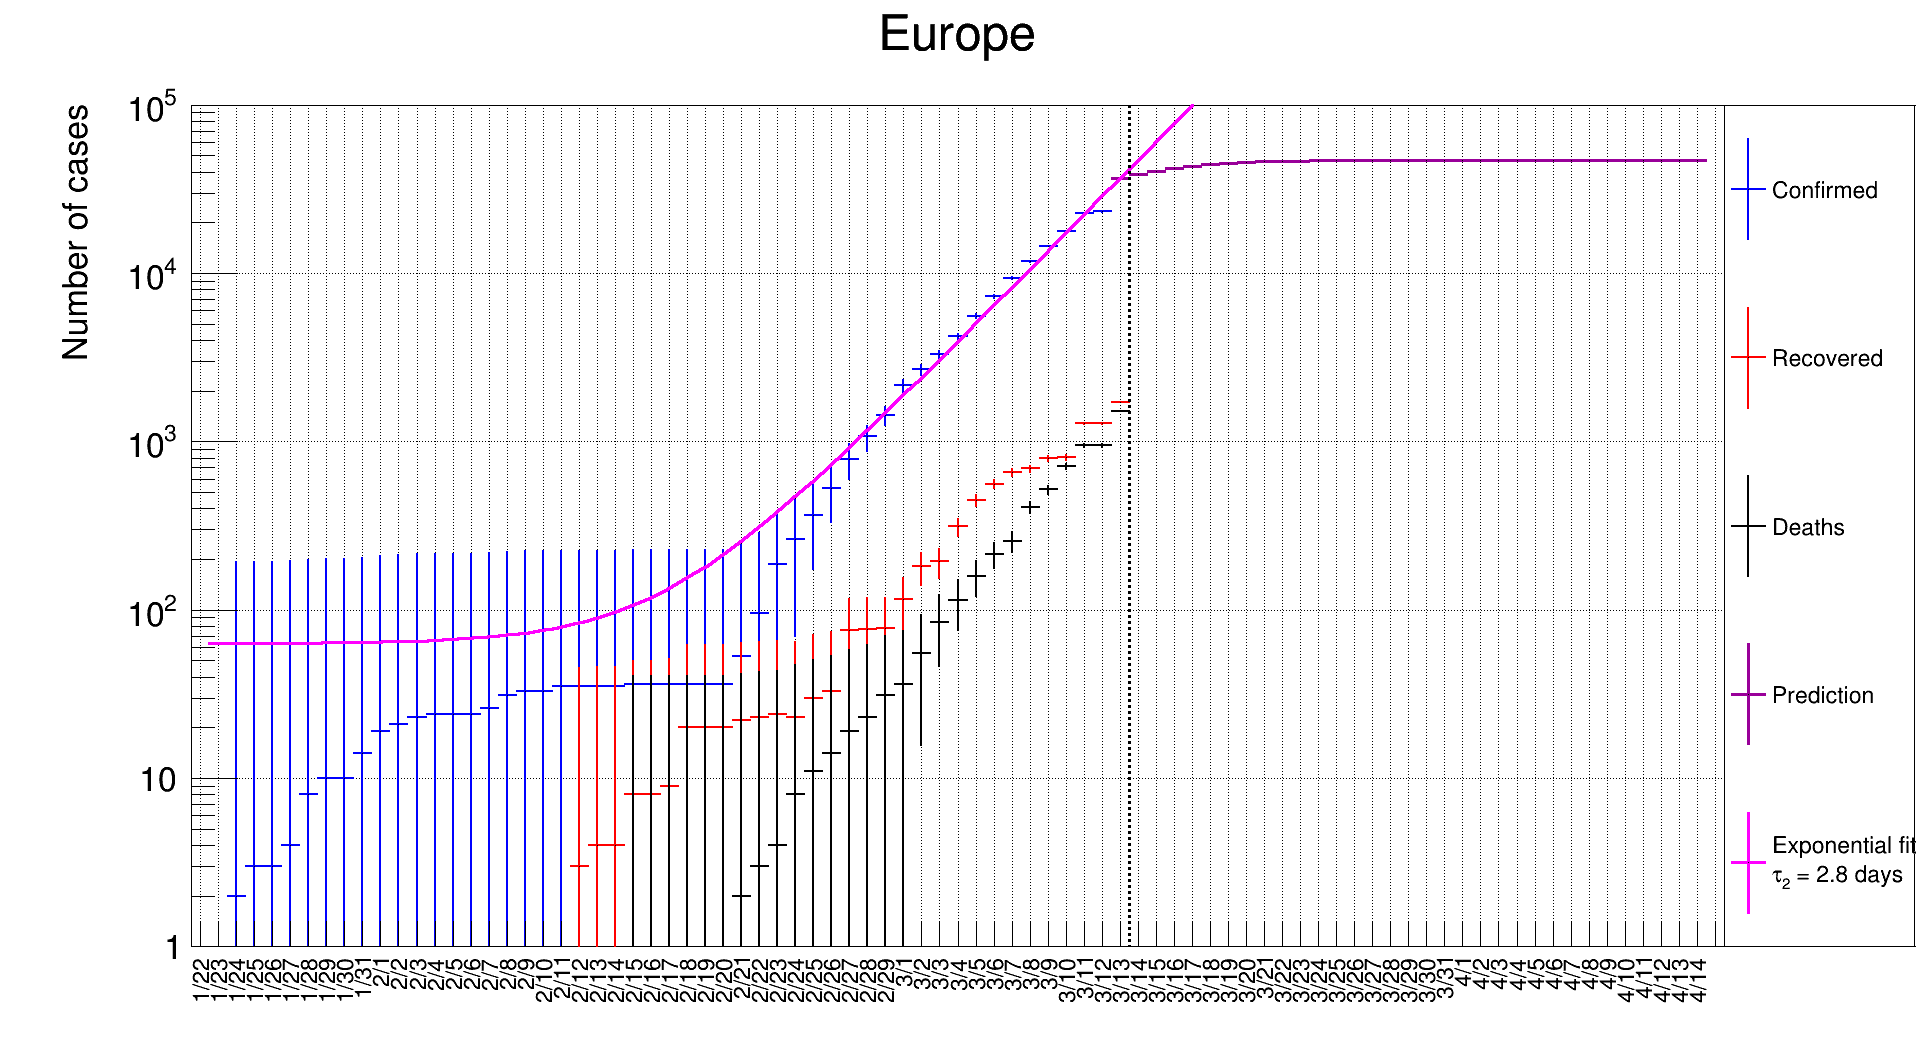 Europe
Number of cases
10^5
10^4
10^3
10^2
10
1
1/22 1/23 1/24 1/25 1/26 1/27 1/28 1/29 1/30 1/31 2/1 2/2 2/3 2/4 2/5 2/6 2/7 2/8 2/9 2/10 2/11 2/12 2/13 2/14 2/15 2/16 2/17 2/18 2/19 2/20 2/21 2/22 2/23 2/24 2/25 2/26 2/27 2/28 2/29 3/1 3/2 3/3 3/4 3/5 3/6 3/7 3/8 3/9 3/10 3/11 3/12 3/13 3/14 3/15 3/16 3/17 3/18 3/19 3/20 3/21 3/22 3/23 3/24 3/25 3/26 3/27 3/28 3/29 3/30 3/31 4/1 4/2 4/3 4/4 4/5 4/6 4/7 4/8 4/9 4/10 4/11 4/12 4/13 4/14
Confirmed
Recovered
Deaths
Prediction
Exponential fit
τ₂ = 2.8 days